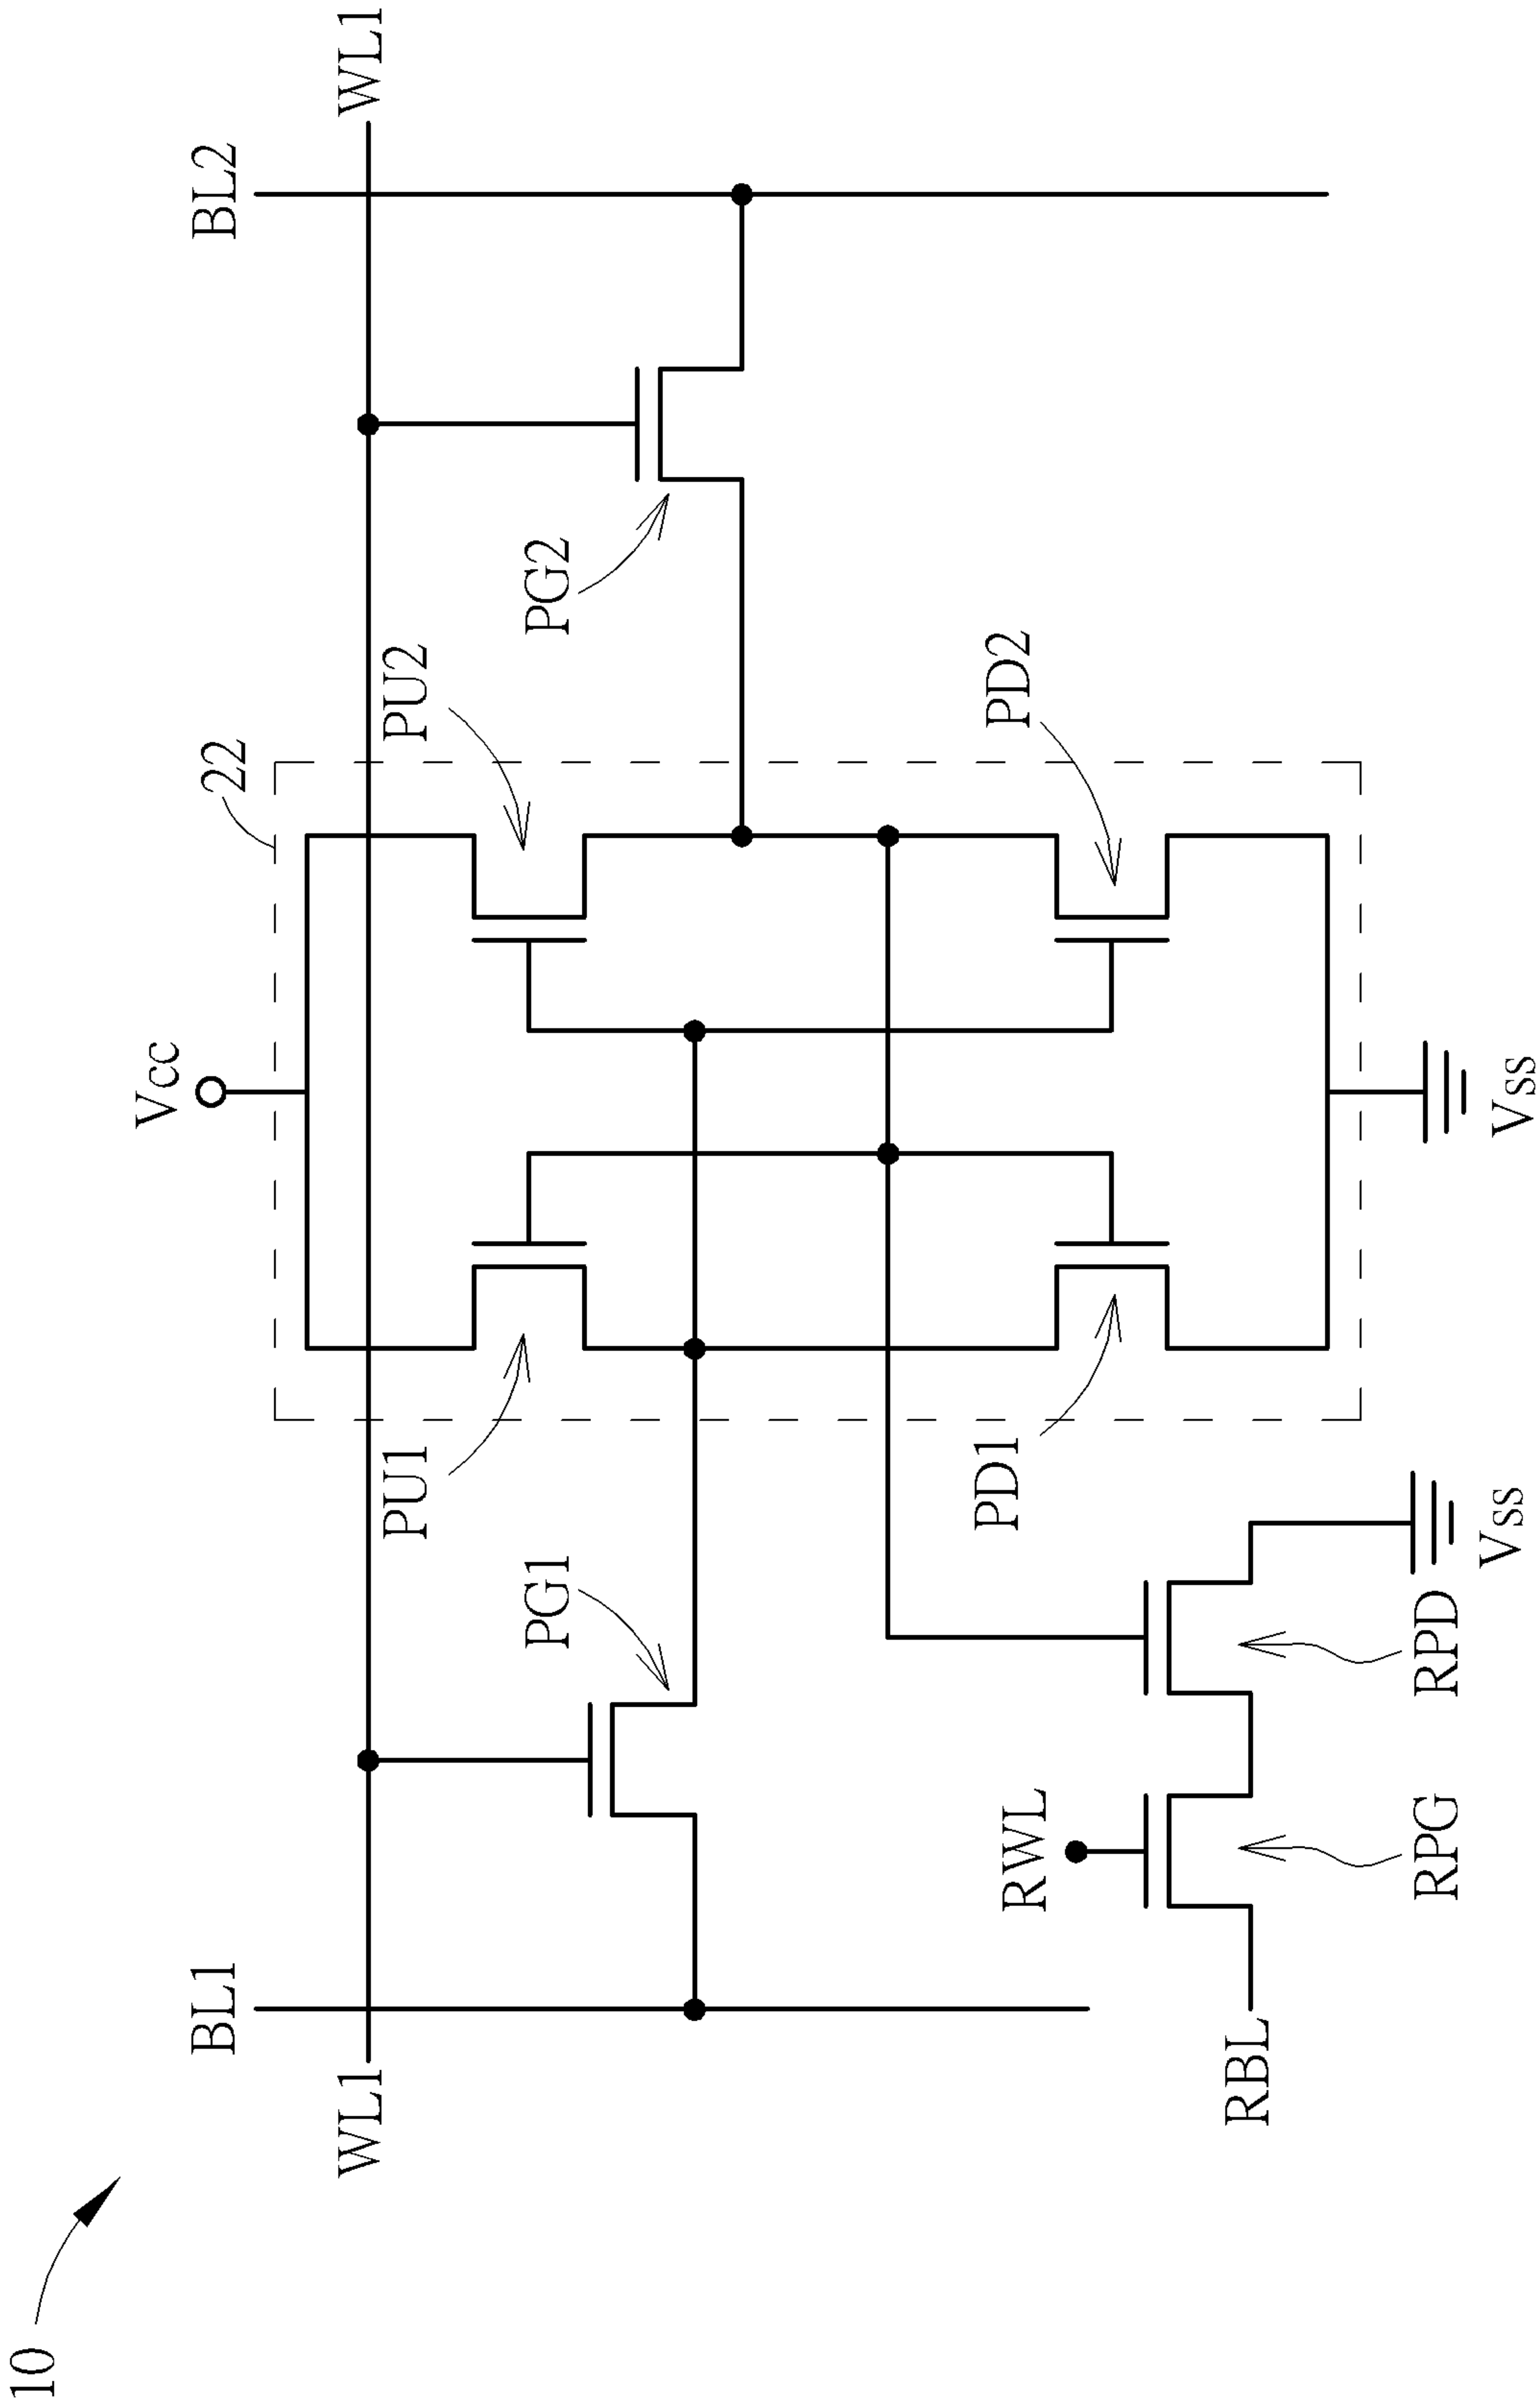 10
Vcc
22
BL1
BL2
WL1
WL1
PU1
PU2
PG1
PG2
PD1
PD2
RWL
RBL
RPG
RPD
Vss
Vss